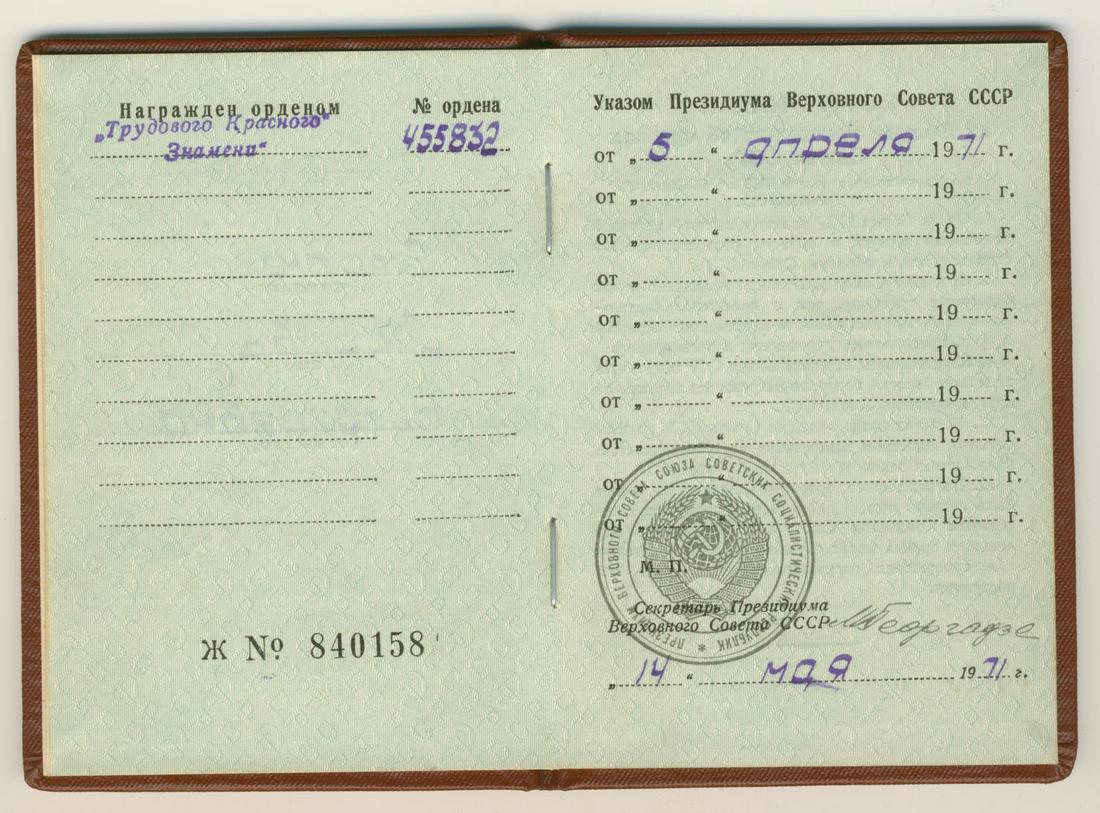 Награжден орденом
„Трудового Красного
Знамени“
№ ордена
455832
Ж № 840158
Указом Президиума Верховного Совета СССР
от „ 5 “ апреля 1971 г.
от „ “ 19 г.
от „ “ 19 г.
от „ “ 19 г.
от „ “ 19 г.
от „ “ 19 г.
от „ “ 19 г.
от „ “ 19 г.
от „ “ 19 г.
от „ “ 19 г.
ПРЕЗИДИУМ ВЕРХОВНОГО СОВЕТА СОЮЗА СОВЕТСКИХ СОЦИАЛИСТИЧЕСКИХ РЕСПУБЛИК
М. П.
Секретарь Президиума
Верховного Совета СССР МГеоргадзе
„ 14 “ мая 1971 г.